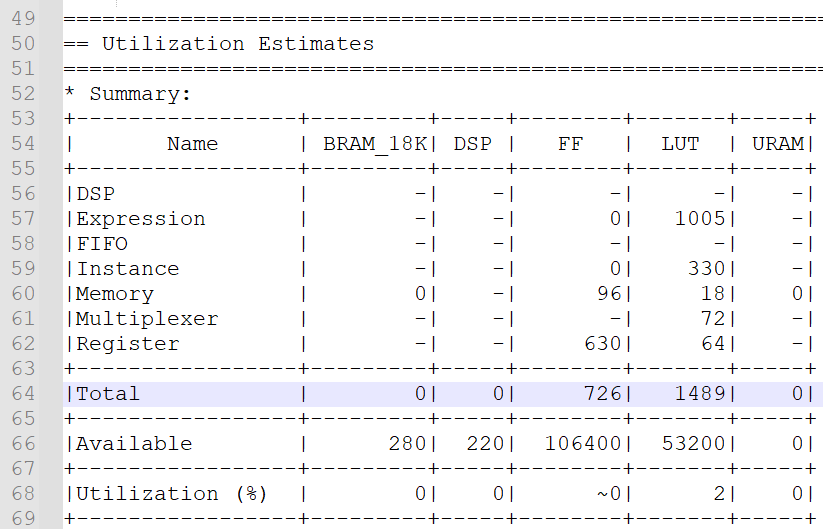 49 ============================================================
50 == Utilization Estimates
51 ============================================================
52 * Summary:
53 +-----------------+---------+-----+--------+-------+-----+
54 |       Name      | BRAM_18K| DSP |   FF   |  LUT  | URAM|
55 +-----------------+---------+-----+--------+-------+-----+
56 |DSP              |        -|    -|       -|      -|    -|
57 |Expression       |        -|    -|       0|   1005|    -|
58 |FIFO             |        -|    -|       -|      -|    -|
59 |Instance         |        -|    -|       0|    330|    -|
60 |Memory           |        0|    -|      96|     18|    0|
61 |Multiplexer      |        -|    -|       -|     72|    -|
62 |Register         |        -|    -|     630|     64|    -|
63 +-----------------+---------+-----+--------+-------+-----+
64 |Total            |        0|    0|     726|   1489|    0|
65 +-----------------+---------+-----+--------+-------+-----+
66 |Available        |      280|  220|  106400|  53200|    0|
67 +-----------------+---------+-----+--------+-------+-----+
68 |Utilization (%)  |        0|    0|      ~0|      2|    0|
69 +-----------------+---------+-----+--------+-------+-----+